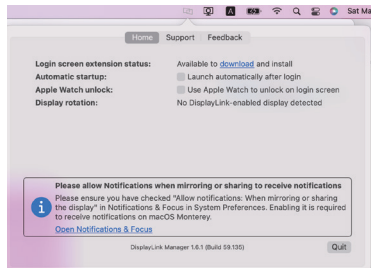 Sat Ma
Home Support Feedback
Login screen extension status: Available to download and install
Automatic startup: Launch automatically after login
Apple Watch unlock: Use Apple Watch to unlock on login screen
Display rotation: No DisplayLink-enabled display detected
Please allow Notifications when mirroring or sharing to receive notifications
Please ensure you have checked "Allow notifications: When mirroring or sharing
the display" in Notifications & Focus in System Preferences. Enabling it is required
to receive notifications on macOS Monterey.
Open Notifications & Focus
DisplayLink Manager 1.6.1 (Build 59.135) Quit